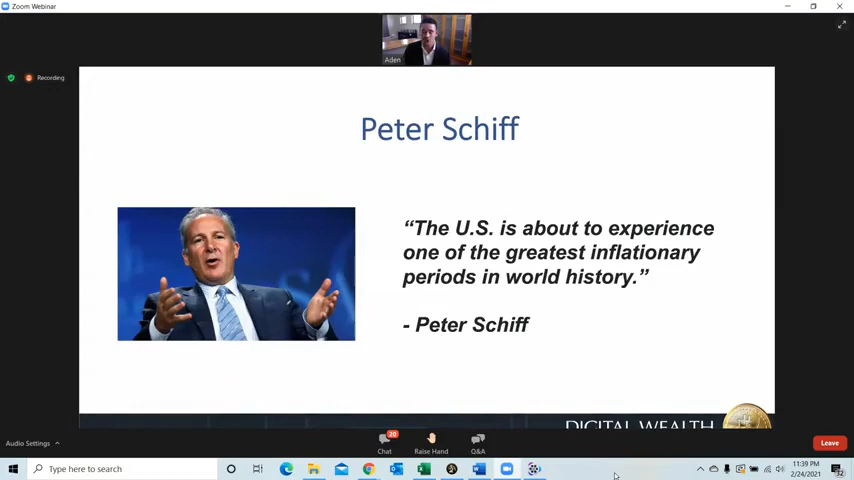 Zoom Webinar
Aden
Recording
Peter Schiff
“The U.S. is about to experience
one of the greatest inflationary
periods in world history.”
- Peter Schiff
DIGITAL WEALTH
Audio Settings
20
Chat
Raise Hand
Q&A
Leave
Type here to search
11:39 PM
2/24/2021
32